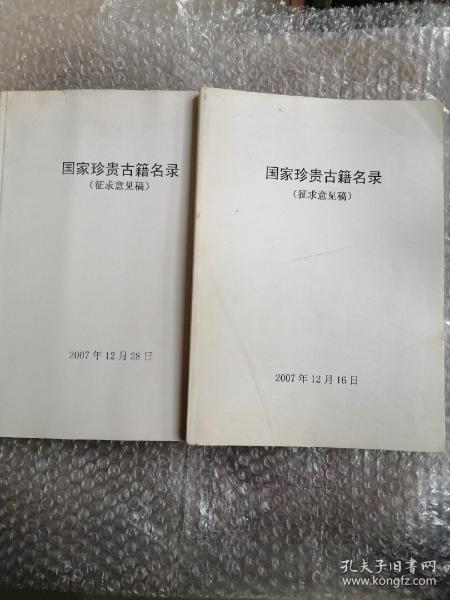 国家珍贵古籍名录
（征求意见稿）
2007年12月28日
国家珍贵古籍名录
（征求意见稿）
2007年12月16日
孔夫子旧书网
www.kongfz.com